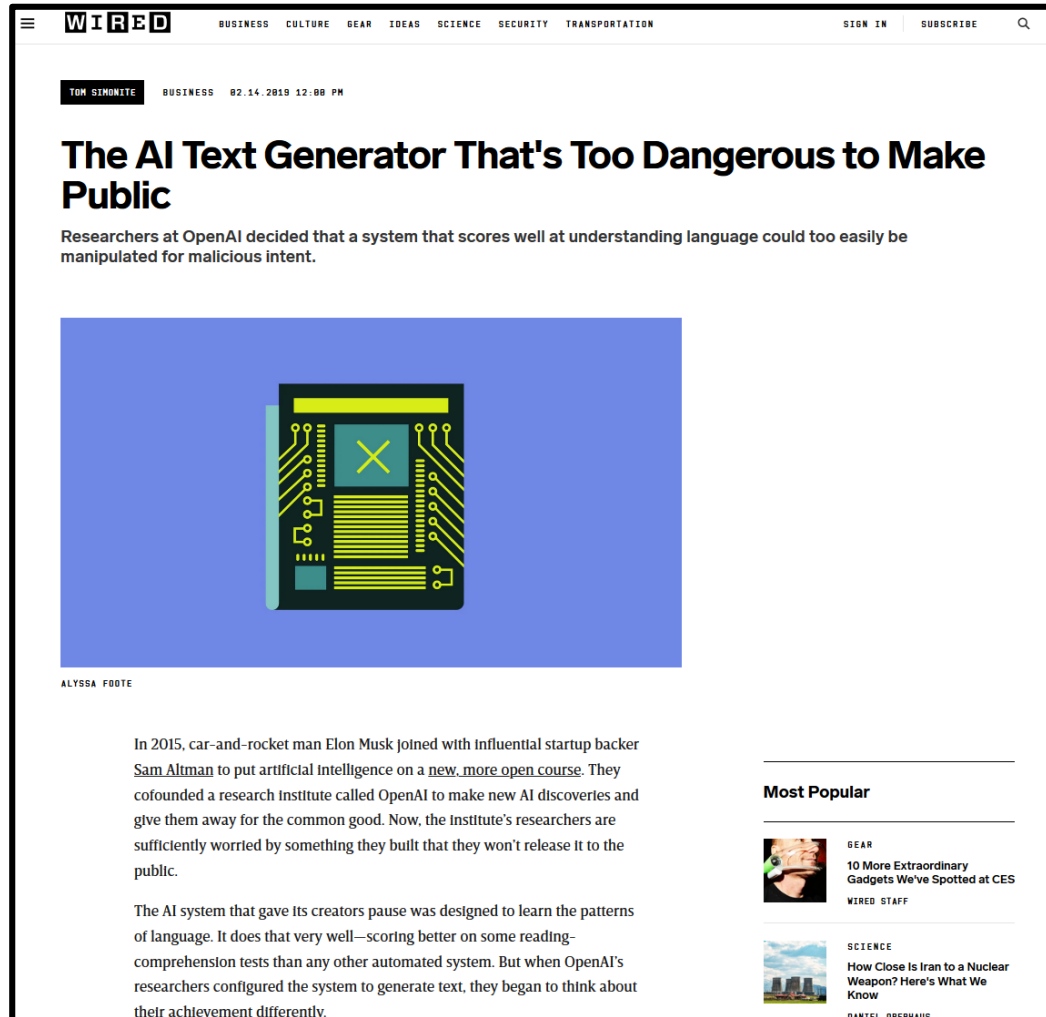 WIRED
BUSINESS CULTURE GEAR IDEAS SCIENCE SECURITY TRANSPORTATION
SIGN IN
SUBSCRIBE
TOM SIMONITE
BUSINESS
02.14.2019 12:00 PM
The AI Text Generator That's Too Dangerous to Make
Public
Researchers at OpenAI decided that a system that scores well at understanding language could too easily be
manipulated for malicious intent.
ALYSSA FOOTE
In 2015, car-and-rocket man Elon Musk joined with influential startup backer
Sam Altman to put artificial intelligence on a new, more open course. They
cofounded a research institute called OpenAI to make new AI discoveries and
give them away for the common good. Now, the institute's researchers are
sufficiently worried by something they built that they won't release it to the
public.
The AI system that gave its creators pause was designed to learn the patterns
of language. It does that very well—scoring better on some reading-
comprehension tests than any other automated system. But when OpenAI's
researchers configured the system to generate text, they began to think about
their achievement differently.
Most Popular
GEAR
10 More Extraordinary
Gadgets We've Spotted at CES
WIRED STAFF
SCIENCE
How Close Is Iran to a Nuclear
Weapon? Here's What We
Know
DANIEL OBERHAUS